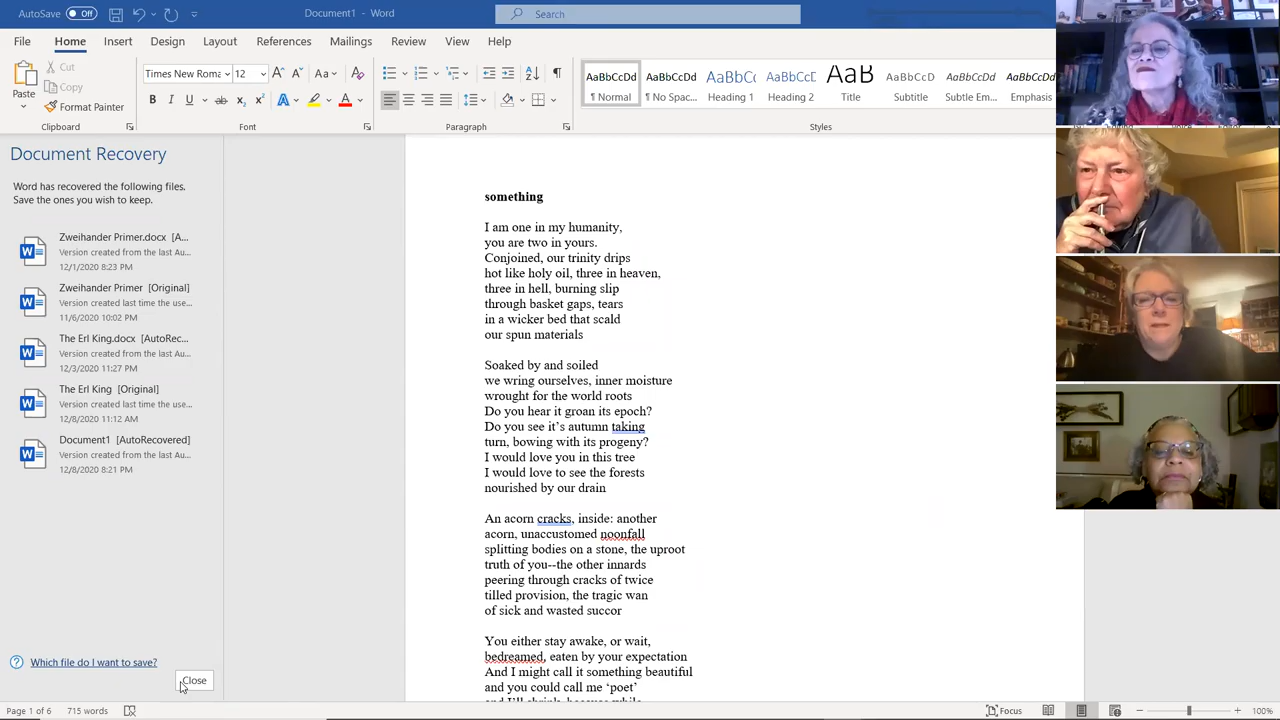 AutoSave
Off
Document1 - Word
Search
File
Home
Insert
Design
Layout
References
Mailings
Review
View
Help
Paste
Cut
Copy
Format Painter
Clipboard
Times New Roma
12
Font
Paragraph
AaBbCcDd
¶ Normal
AaBbCcDd
¶ No Spac...
AaBbC
Heading 1
AaBbCcE
Heading 2
AaB
Title
AaBbCcD
Subtitle
AaBbCcDd
Subtle Em...
AaBbCcDd
Emphasis
Styles
Document Recovery
Word has recovered the following files.
Save the ones you wish to keep.
Zweihander Primer.docx [A...
Version created from the last Au...
12/1/2020 8:23 PM
Zweihander Primer [Original]
Version created last time the use...
11/6/2020 10:02 PM
The Erl King.docx [AutoRec...
Version created from the last Au...
12/3/2020 11:27 PM
The Erl King [Original]
Version created last time the use...
12/8/2020 11:12 AM
Document1 [AutoRecovered]
Version created from the last Au...
12/8/2020 8:21 PM
Which file do I want to save?
Close
something
I am one in my humanity,
you are two in yours.
Conjoined, our trinity drips
hot like holy oil, three in heaven,
three in hell, burning slip
through basket gaps, tears
in a wicker bed that scald
our spun materials
Soaked by and soiled
we wring ourselves, inner moisture
wrought for the world roots
Do you hear it groan its epoch?
Do you see it’s autumn taking
turn, bowing with its progeny?
I would love you in this tree
I would love to see the forests
nourished by our drain
An acorn cracks, inside: another
acorn, unaccustomed noonfall
splitting bodies on a stone, the uproot
truth of you--the other innards
peering through cracks of twice
tilled provision, the tragic wan
of sick and wasted succor
You either stay awake, or wait,
bedreamed, eaten by your expectation
And I might call it something beautiful
and you could call me ‘poet’
Page 1 of 6
715 words
Focus
100%